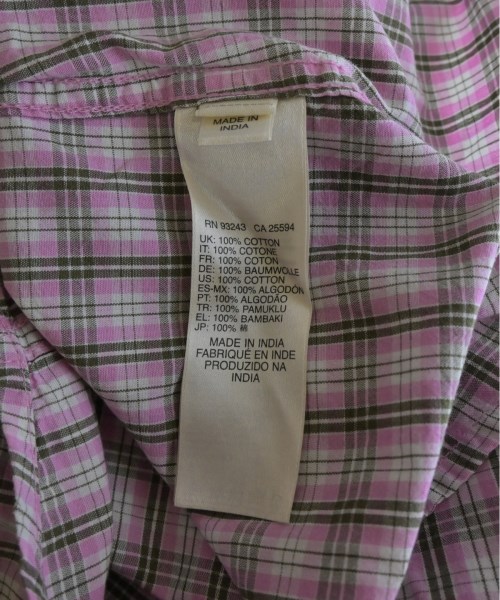 MADE IN
INDIA
RN 93243 CA 25594
UK: 100% COTTON
IT: 100% COTONE
FR: 100% COTON
DE: 100% BAUMWOLLE
US: 100% COTTON
ES-MX: 100% ALGODÓN
PT: 100% ALGODÃO
TR: 100% PAMUKLU
EL: 100% BAMBAKI
JP: 100% 綿
MADE IN INDIA
FABRIQUÉ EN INDE
PRODUZIDO NA
INDIA